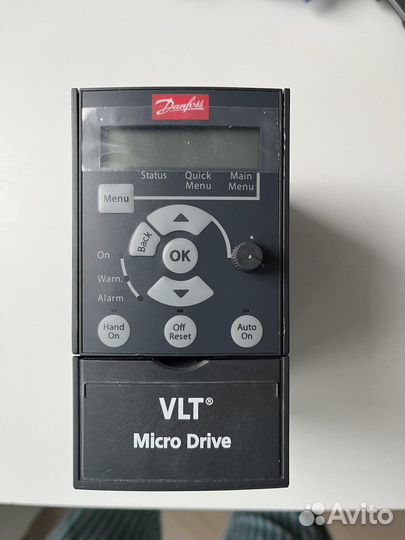 Danfoss
Status Quick Menu Main Menu
Menu
Back
OK
On
Warn.
Alarm
Hand On Off Reset Auto On
VLT®
Micro Drive
Avito